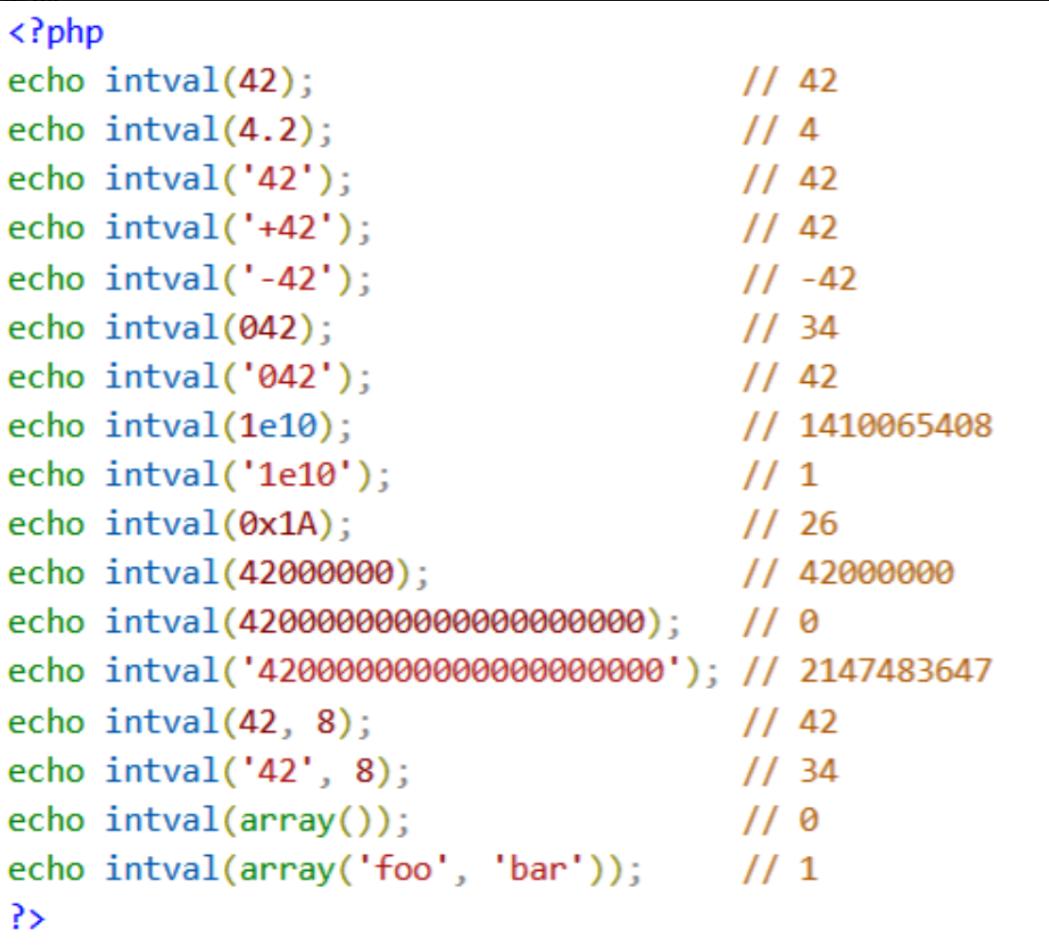 <?php
echo intval(42);                      // 42
echo intval(4.2);                     // 4
echo intval('42');                    // 42
echo intval('+42');                   // 42
echo intval('-42');                   // -42
echo intval(042);                     // 34
echo intval('042');                   // 42
echo intval(1e10);                    // 1410065408
echo intval('1e10');                  // 1
echo intval(0x1A);                    // 26
echo intval(42000000);                // 42000000
echo intval(420000000000000000000);   // 0
echo intval('420000000000000000000'); // 2147483647
echo intval(42, 8);                   // 42
echo intval('42', 8);                 // 34
echo intval(array());                 // 0
echo intval(array('foo', 'bar'));     // 1
?>